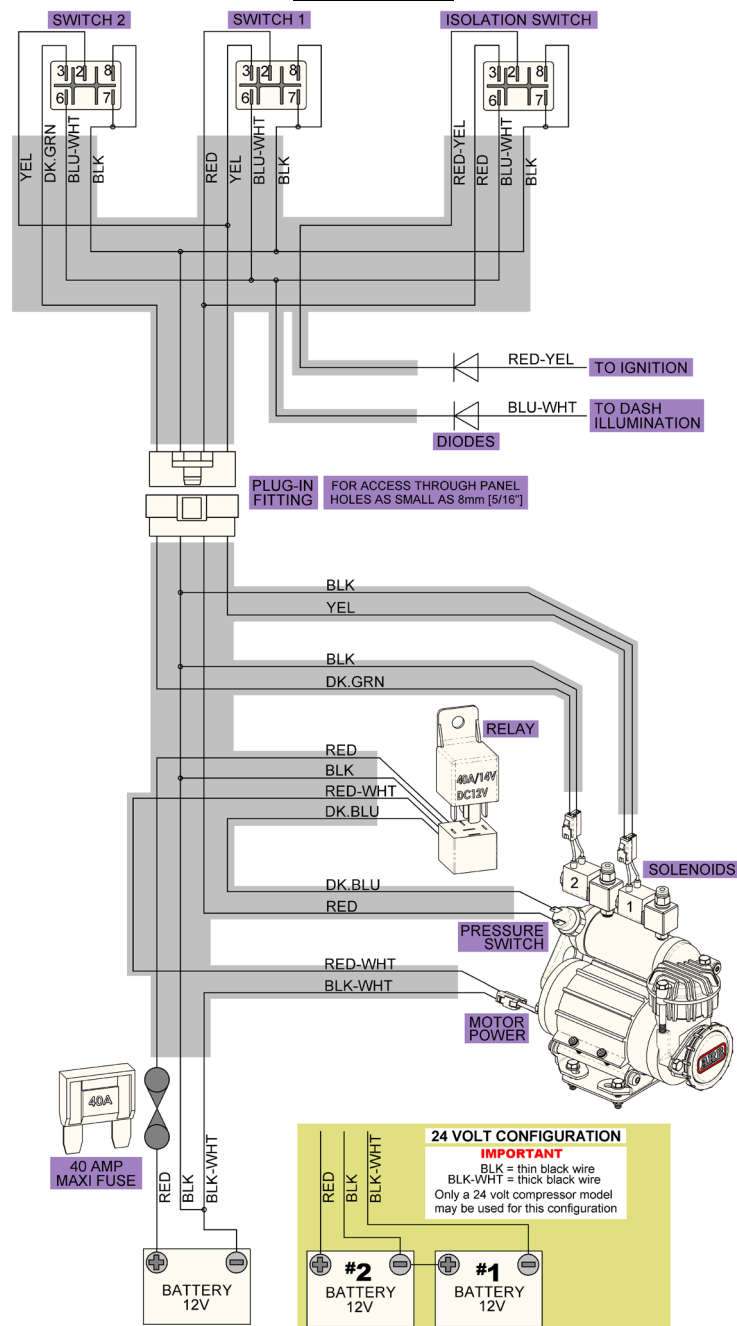 SWITCH 2
SWITCH 1
ISOLATION SWITCH
3 2 8
6 7
3 2 8
6 7
3 2 8
6 7
YEL
DK.GRN
BLU-WHT
BLK
RED
YEL
BLU-WHT
BLK
RED-YEL
RED
BLU-WHT
BLK
RED-YEL
TO IGNITION
BLU-WHT
TO DASH
ILLUMINATION
DIODES
PLUG-IN
FITTING
FOR ACCESS THROUGH PANEL
HOLES AS SMALL AS 8mm [5/16"]
BLK
YEL
BLK
DK.GRN
RELAY
RED
BLK
RED-WHT
DK.BLU
40A/14V
DC12V
SOLENOIDS
2
1
DK.BLU
RED
PRESSURE
SWITCH
RED-WHT
BLK-WHT
MOTOR
POWER
ARB
40A
40 AMP
MAXI FUSE
RED
BLK
BLK-WHT
BATTERY
12V
24 VOLT CONFIGURATION
IMPORTANT
BLK = thin black wire
BLK-WHT = thick black wire
Only a 24 volt compressor model
may be used for this configuration
RED
BLK
BLK-WHT
#2
BATTERY
12V
#1
BATTERY
12V